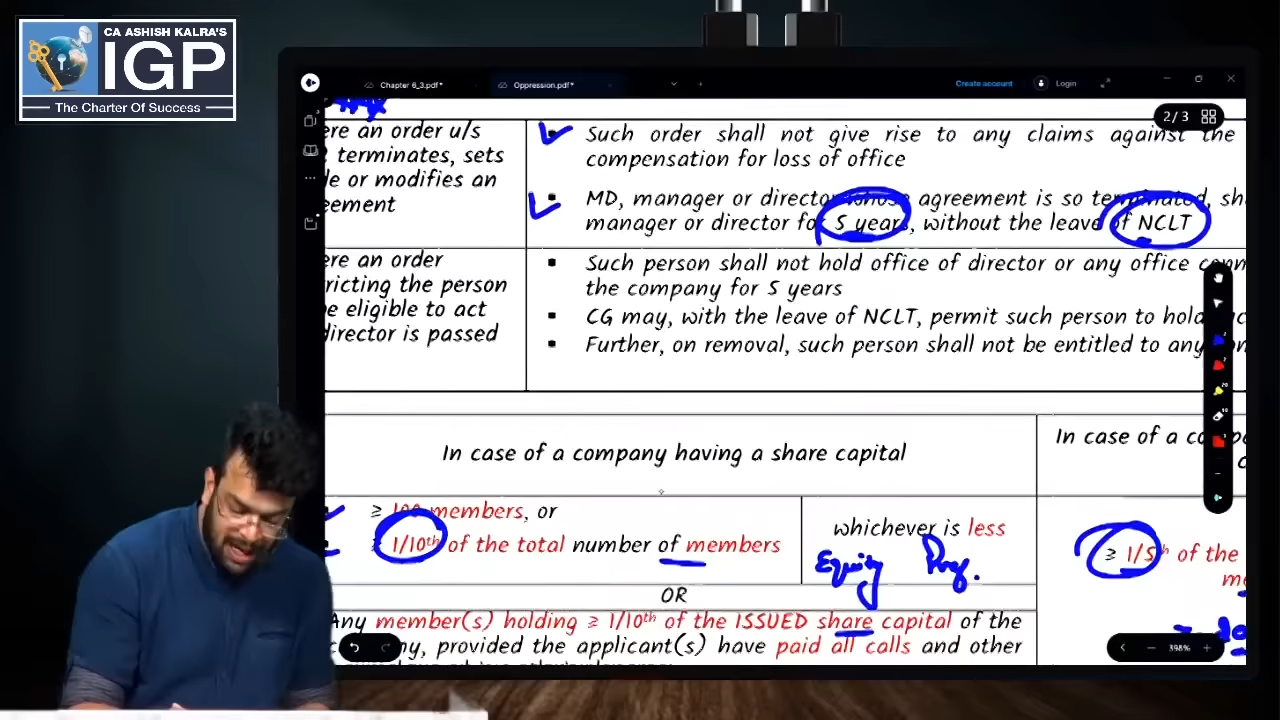 CA ASHISH KALRA'S
IGP
The Charter Of Success
Chapter 6_3.pdf*
Oppression.pdf*
Create account
Login
2/3
ere an order u/s
terminates, sets
le or modifies an
eement
Such order shall not give rise to any claims against the
compensation for loss of office
MD, manager or director whose agreement is so terminated, sh
manager or director for 5 years, without the leave of NCLT
ere an order
ricting the person
e eligible to act
director is passed
Such person shall not hold office of director or any office conn
the company for 5 years
CG may, with the leave of NCLT, permit such person to hold
Further, on removal, such person shall not be entitled to any
In case of a company having a share capital
In case of a
≥ 100 members, or
≥ 1/10th of the total number of members
whichever is less
Equity Pref.
≥ 1/5th of the
OR
Any member(s) holding ≥ 1/10th of the ISSUED share capital of the
ny, provided the applicant(s) have paid all calls and other
398%